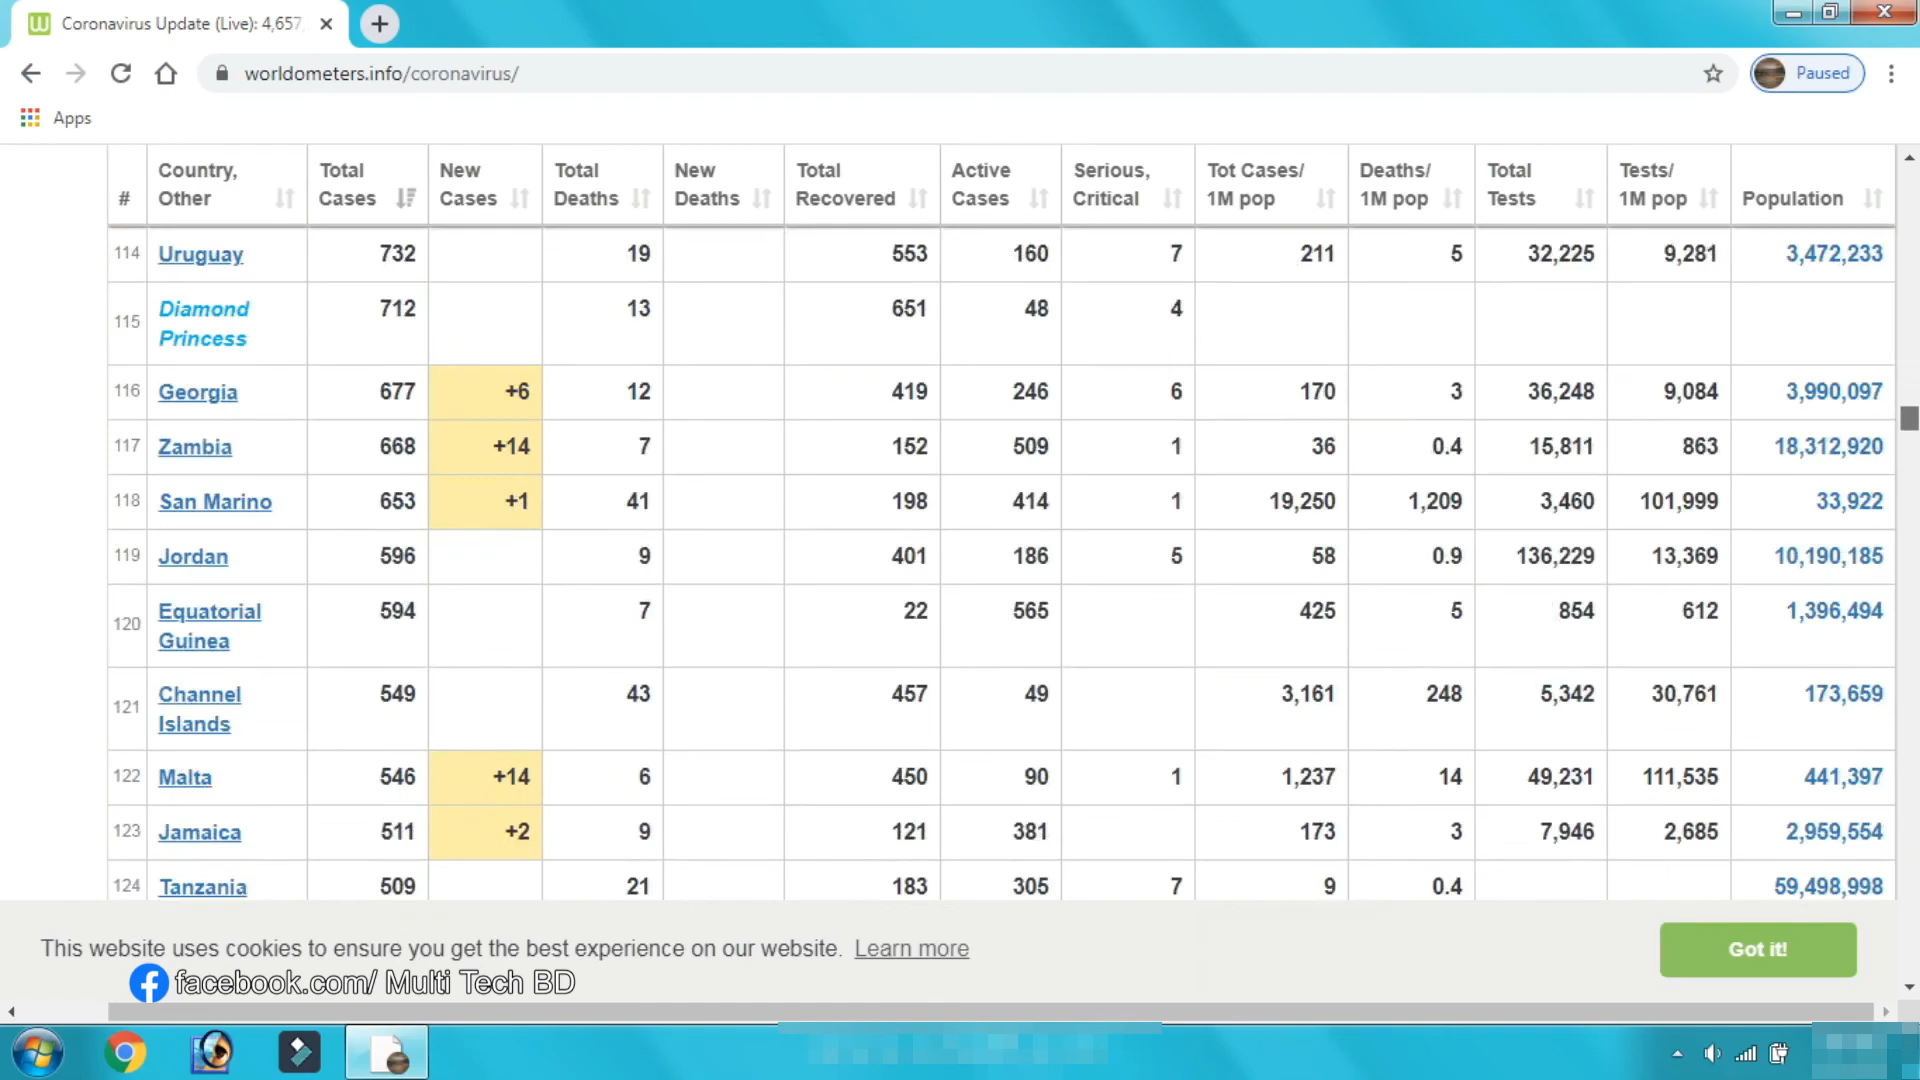 Coronavirus Update (Live): 4,657
worldometers.info/coronavirus/
Paused
Apps
# Country, Other Total Cases New Cases Total Deaths New Deaths Total Recovered Active Cases Serious, Critical Tot Cases/ 1M pop Deaths/ 1M pop Total Tests Tests/ 1M pop Population
114 Uruguay 732 19 553 160 7 211 5 32,225 9,281 3,472,233
115 Diamond Princess 712 13 651 48 4
116 Georgia 677 +6 12 419 246 6 170 3 36,248 9,084 3,990,097
117 Zambia 668 +14 7 152 509 1 36 0.4 15,811 863 18,312,920
118 San Marino 653 +1 41 198 414 1 19,250 1,209 3,460 101,999 33,922
119 Jordan 596 9 401 186 5 58 0.9 136,229 13,369 10,190,185
120 Equatorial Guinea 594 7 22 565 425 5 854 612 1,396,494
121 Channel Islands 549 43 457 49 3,161 248 5,342 30,761 173,659
122 Malta 546 +14 6 450 90 1 1,237 14 49,231 111,535 441,397
123 Jamaica 511 +2 9 121 381 173 3 7,946 2,685 2,959,554
124 Tanzania 509 21 183 305 7 9 0.4 59,498,998
This website uses cookies to ensure you get the best experience on our website. Learn more
Got it!
facebook.com/ Multi Tech BD